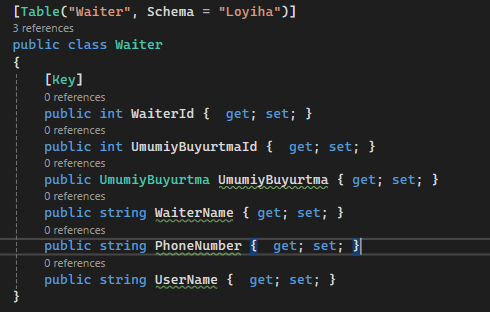 [Table("Waiter", Schema = "Loyiha")]
3 references
public class Waiter
{
[Key]
0 references
public int WaiterId {  get; set; }
0 references
public int UmumiyBuyurtmaId {  get; set; }
0 references
public UmumiyBuyurtma UmumiyBuyurtma { get; set; }
0 references
public string WaiterName { get; set; }
0 references
public string PhoneNumber {  get; set; }
0 references
public string UserName {  get; set; }
}